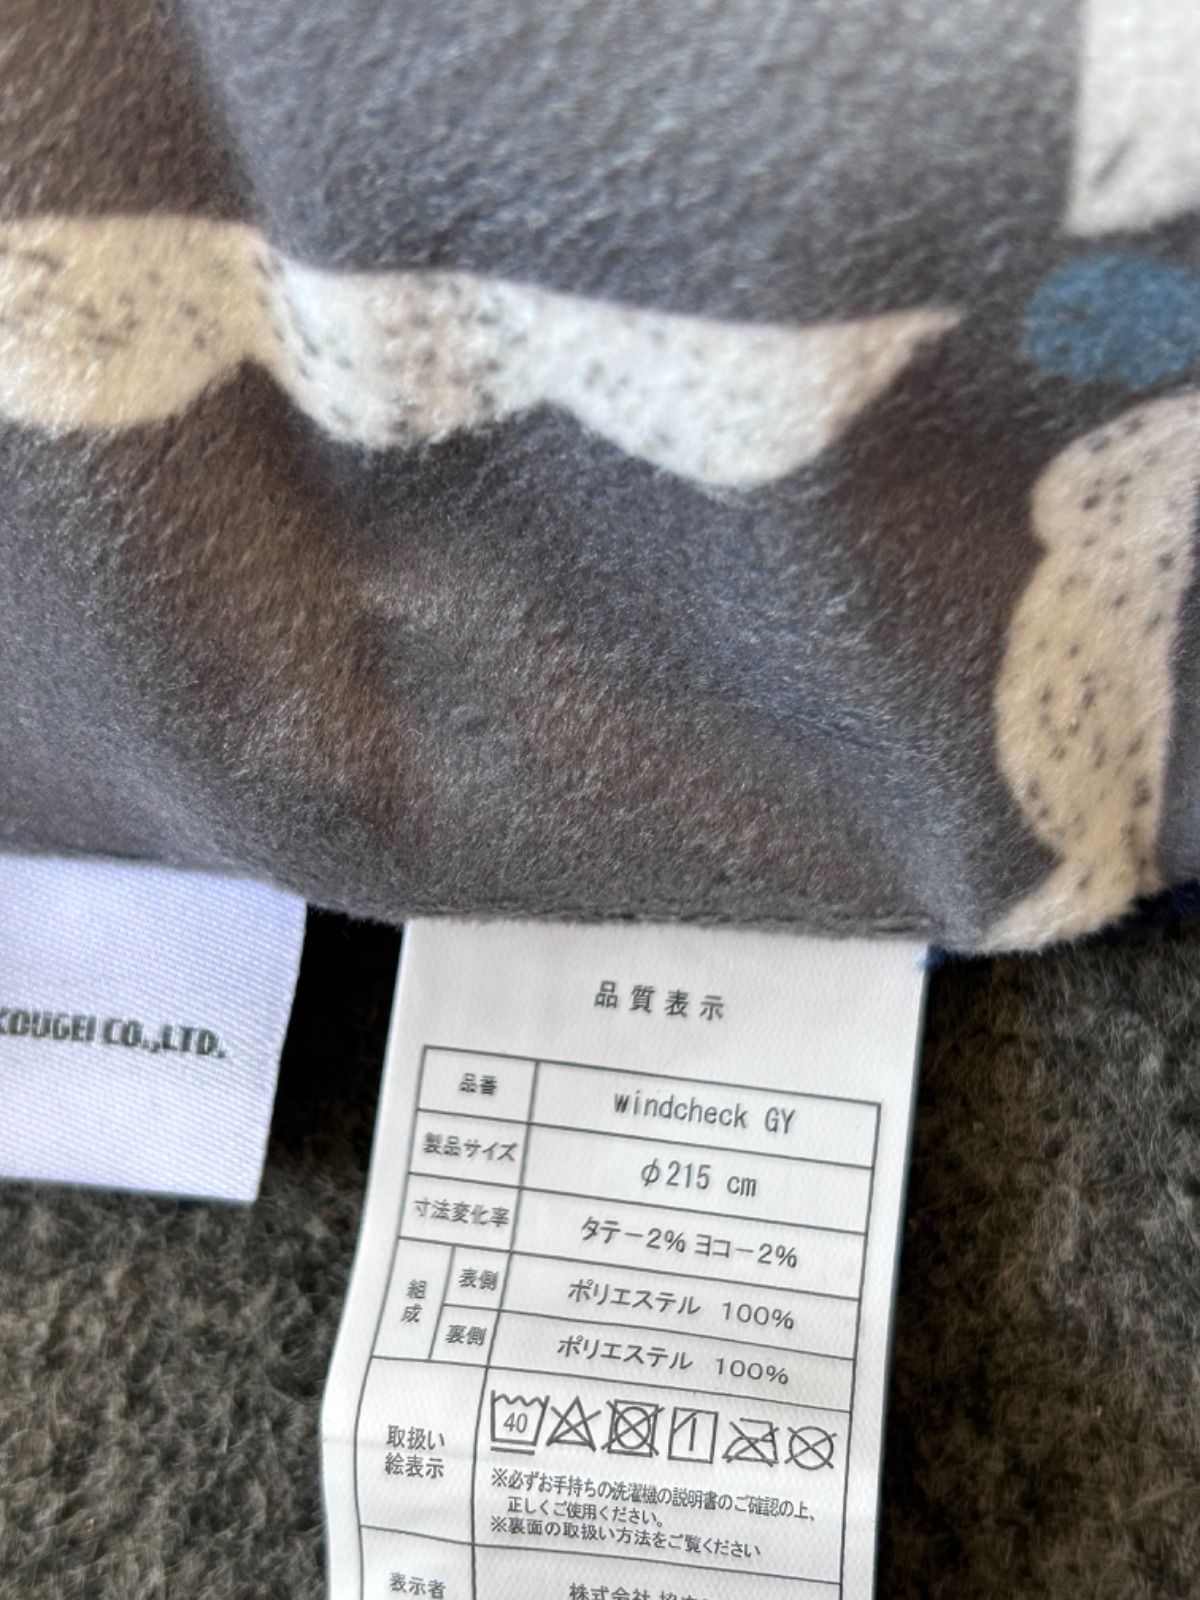 KOUGEI CO.,LTD.
品質表示
品番 windcheck GY
製品サイズ φ215 cm
寸法変化率 タテ－2% ヨコ－2%
組成 表側 ポリエステル 100%
裏側 ポリエステル 100%
取扱い
絵表示
40
※必ずお手持ちの洗濯機の説明書のご確認の上、
正しくご使用ください。
※裏面の取扱い方法をご覧ください
表示者 株式会社